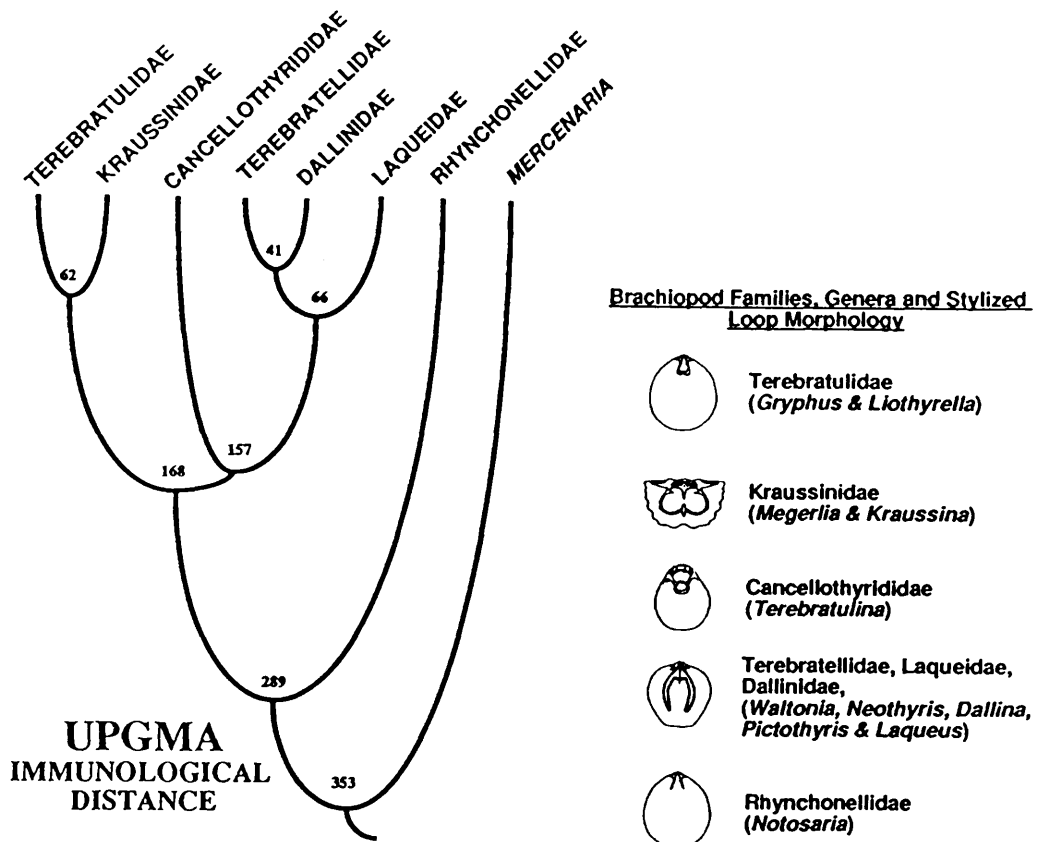 TEREBRATULIDAE
KRAUSSINIDAE
CANCELLOTHYRIDIDAE
TEREBRATELLIDAE
DALLINIDAE
LAQUEIDAE
RHYNCHONELLIDAE
MERCENARIA
41
62
66
157
168
289
353
UPGMA
IMMUNOLOGICAL
DISTANCE
Brachiopod Families, Genera and Stylized
Loop Morphology
Terebratulidae
(Gryphus & Liothyrella)
Kraussinidae
(Megerlia & Kraussina)
Cancellothyrididae
(Terebratulina)
Terebratellidae, Laqueidae,
Dallinidae,
(Waltonia, Neothyris, Dallina,
Pictothyris & Laqueus)
Rhynchonellidae
(Notosaria)